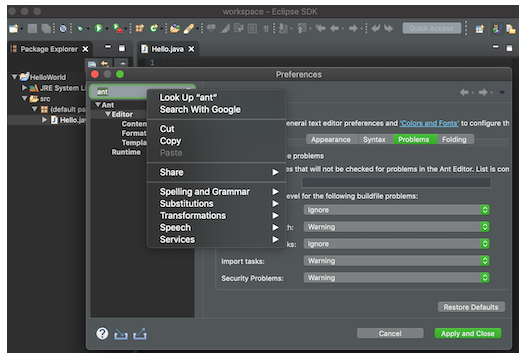 workspace - Eclipse SDK
Quick Access
Package Explorer
Hello.java
1
HelloWorld
JRE System L
src
(default pa
Hello.jav
Preferences
ant
Ant
Editor
Conten
Format
Templa
Runtime
Look Up “ant”
Search With Google
Cut
Copy
Paste
Share
Spelling and Grammar
Substitutions
Transformations
Speech
Services
eneral text editor preferences and 'Colors and Fonts' to configure th
Appearance
Syntax
Problems
Folding
e problems
es that will not be checked for problems in the Ant Editor. List is con
evel for the following buildfile problems:
Ignore
th:
Warning
ks:
Ignore
Import tasks:
Warning
Security Problems:
Warning
Restore Defaults
?
Cancel
Apply and Close